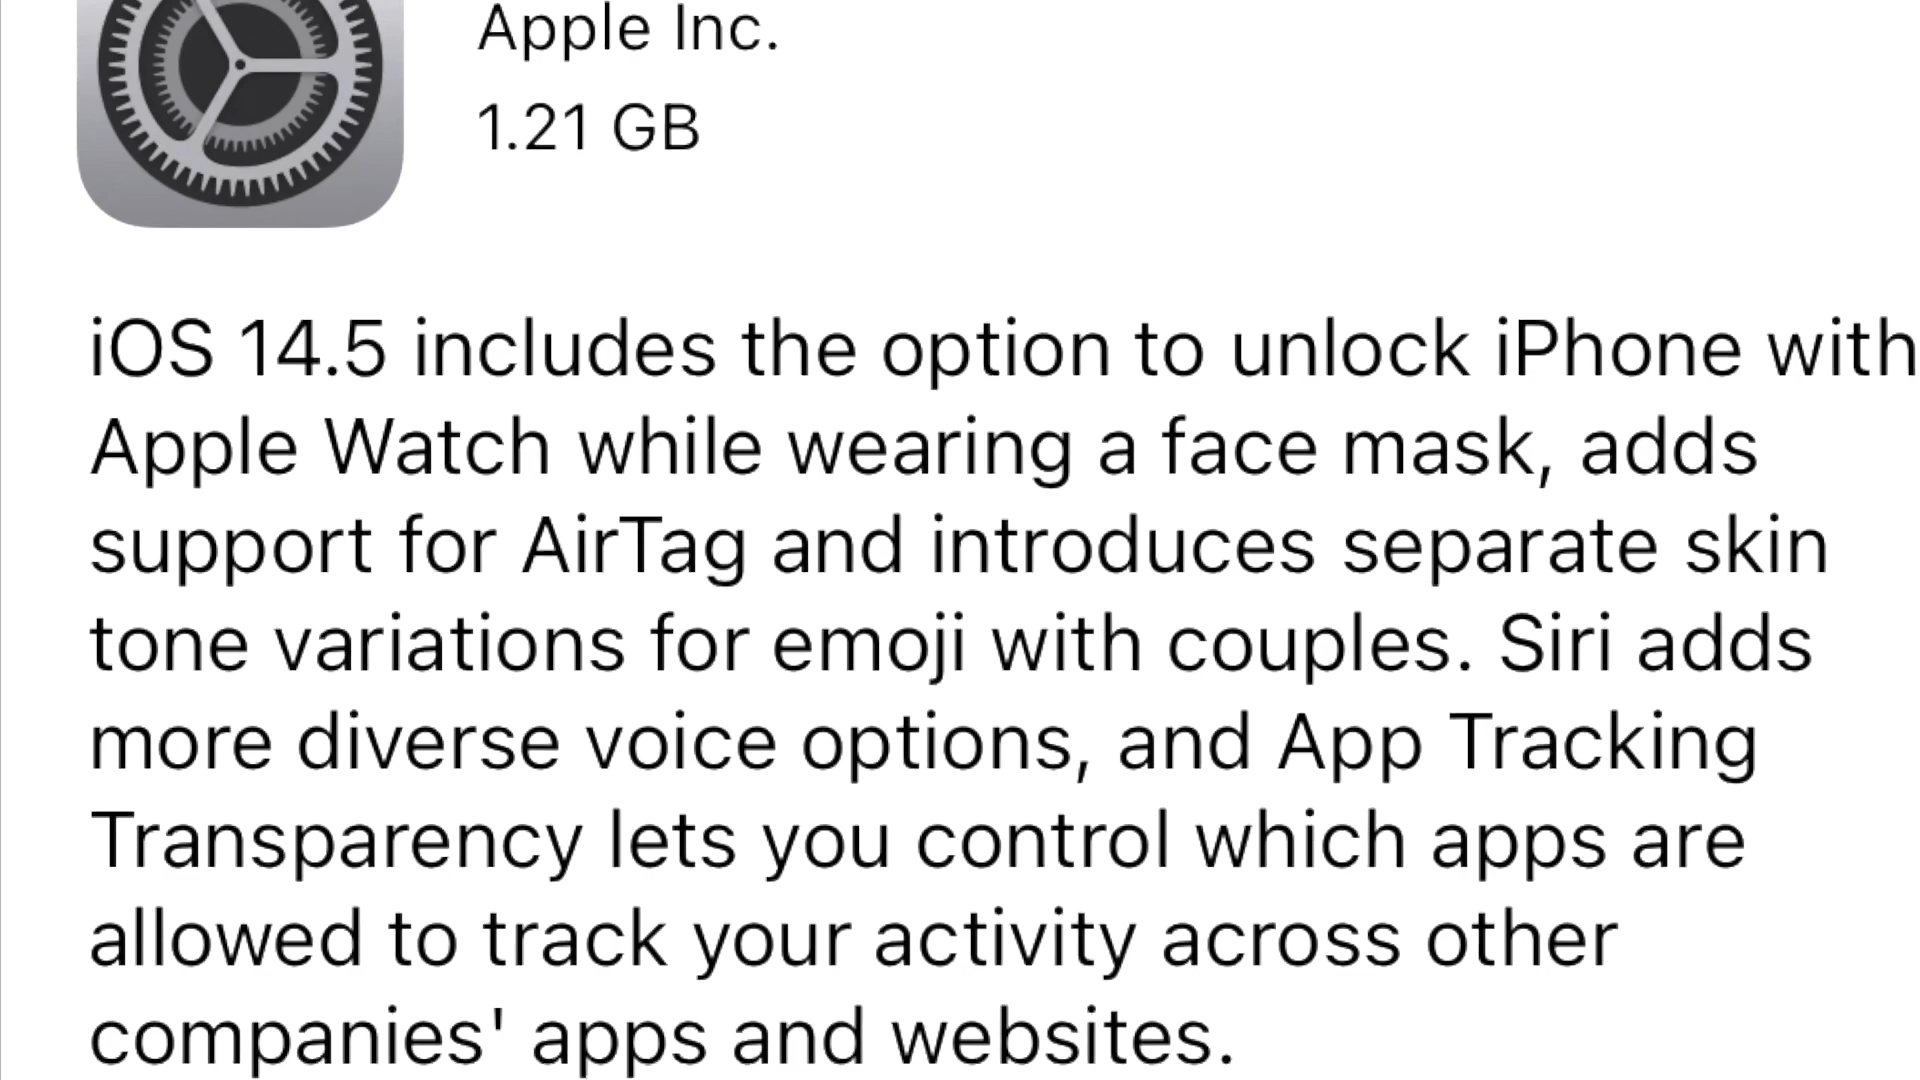 Apple Inc.
1.21 GB
iOS 14.5 includes the option to unlock iPhone with
Apple Watch while wearing a face mask, adds
support for AirTag and introduces separate skin
tone variations for emoji with couples. Siri adds
more diverse voice options, and App Tracking
Transparency lets you control which apps are
allowed to track your activity across other
companies' apps and websites.